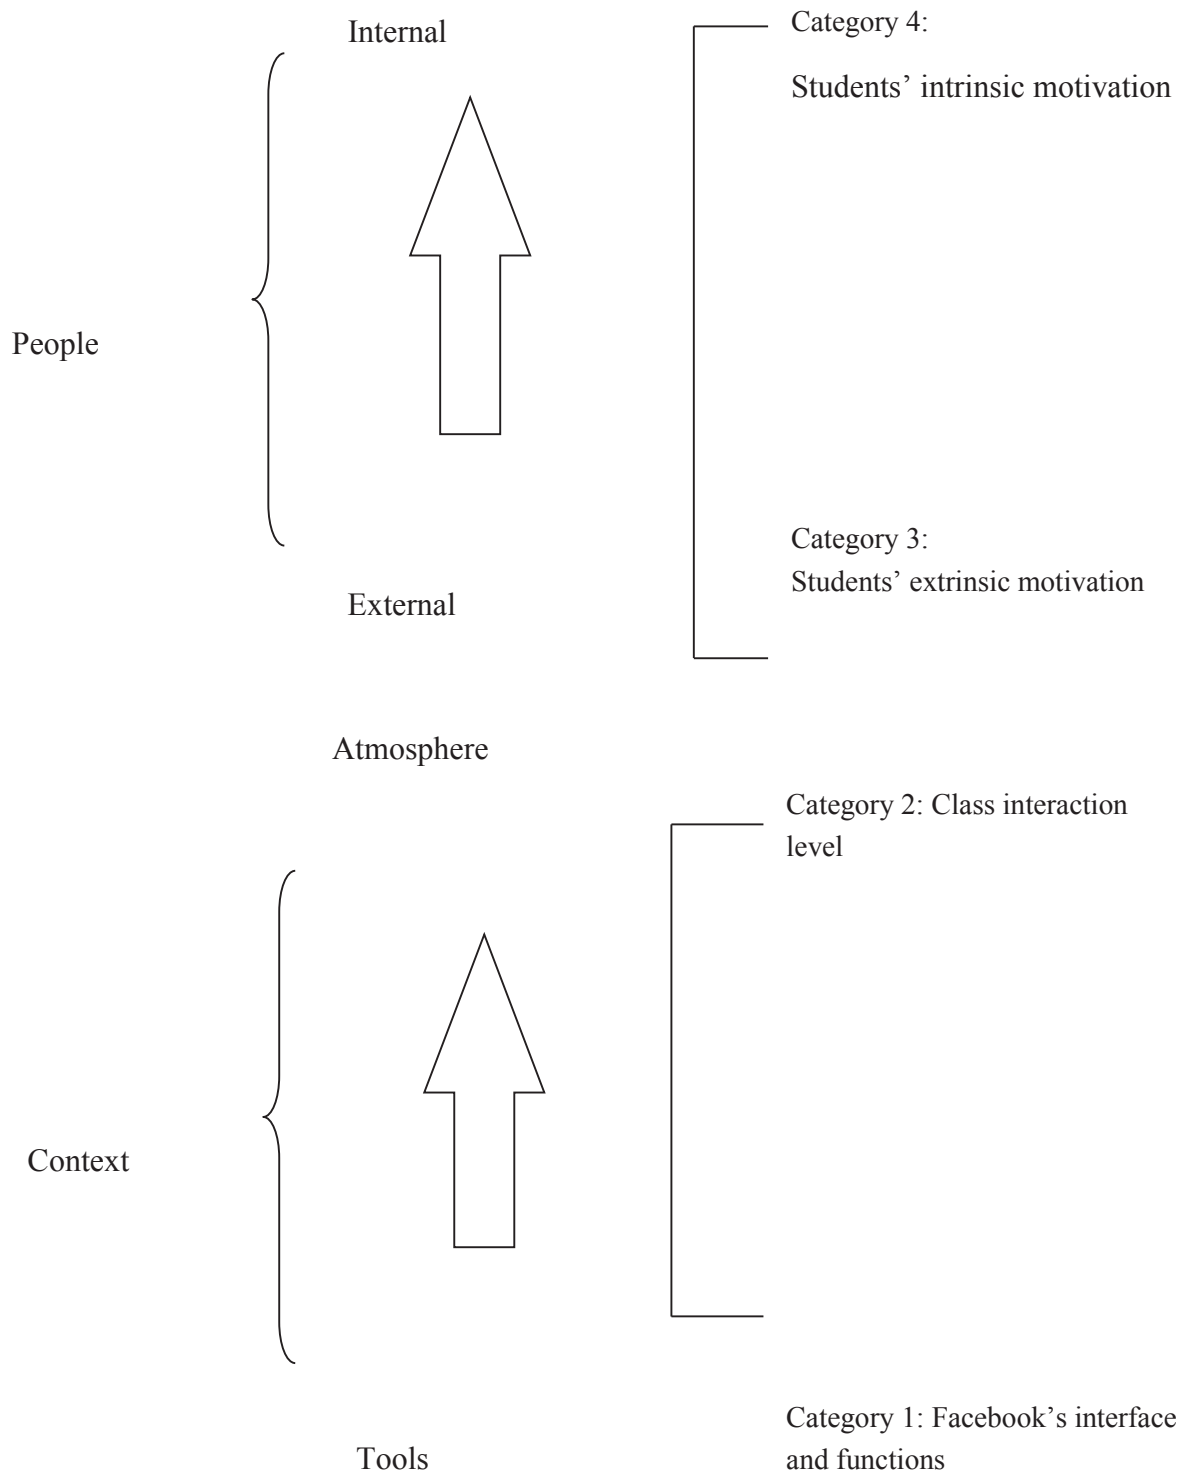 Internal
Category 4:
Students’ intrinsic motivation
People
Category 3:
Students’ extrinsic motivation
External
Atmosphere
Category 2: Class interaction
level
Context
Category 1: Facebook’s interface
and functions
Tools